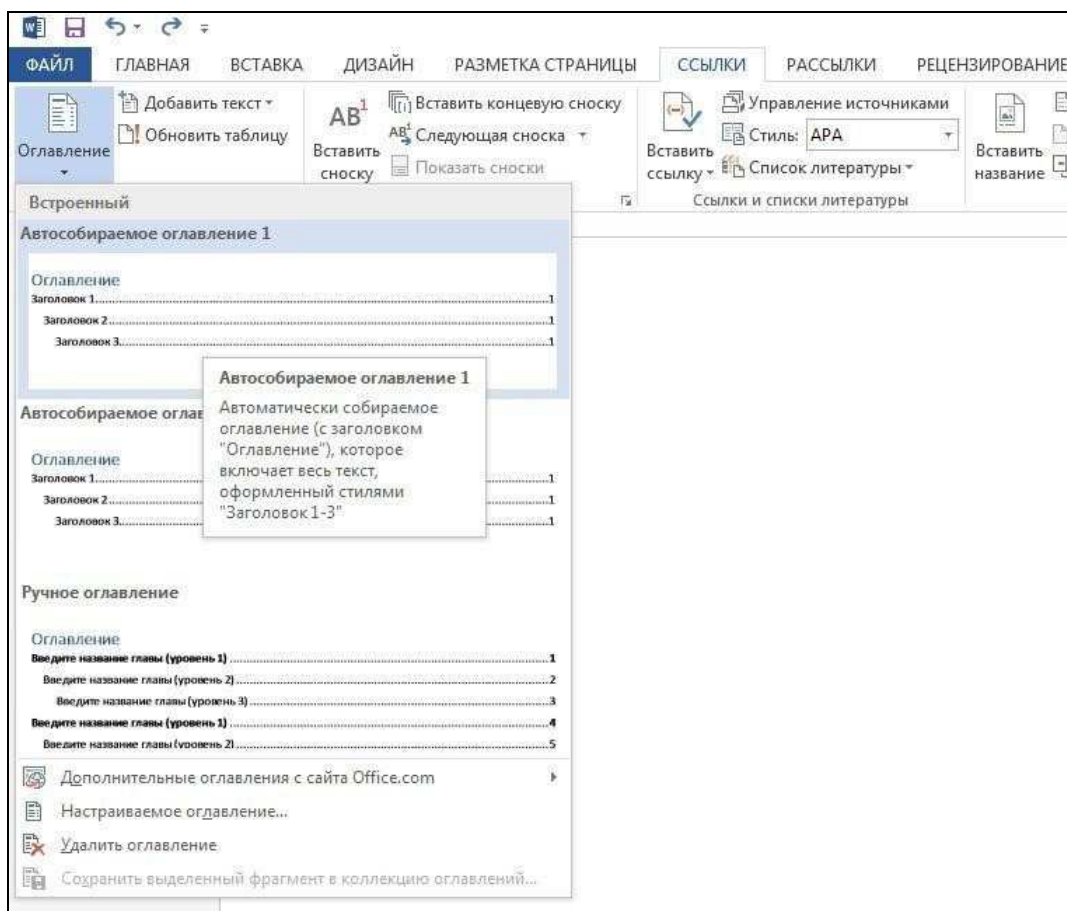 ФАЙЛ ГЛАВНАЯ ВСТАВКА ДИЗАЙН РАЗМЕТКА СТРАНИЦЫ ССЫЛКИ РАССЫЛКИ РЕЦЕНЗИРОВАНИЕ
Оглавление
Добавить текст
Обновить таблицу
AB1
Вставить
сноску
Вставить концевую сноску
Следующая сноска
Показать сноски
Вставить
ссылку
Управление источниками
Стиль: APA
Список литературы
Ссылки и списки литературы
Вставить
название
Встроенный
Автособираемое оглавление 1
Оглавление
Заголовок 1...1
Заголовок 2...1
Заголовок 3...1
Автособираемое оглавление 1
Автоматически собираемое
оглавление (с заголовком
"Оглавление"), которое
включает весь текст,
оформленный стилями
"Заголовок 1-3"
Автособираемое оглав
Оглавление
Заголовок 1...1
Заголовок 2...1
Заголовок 3...1
Ручное оглавление
Оглавление
Введите название главы (уровень 1)...1
Введите название главы (уровень 2)...2
Введите название главы (уровень 3)...3
Введите название главы (уровень 1)...4
Введите название главы (уровень 2)...5
Дополнительные оглавления с сайта Office.com
Настраиваемое оглавление...
Удалить оглавление
Сохранить выделенный фрагмент в коллекцию оглавлений...